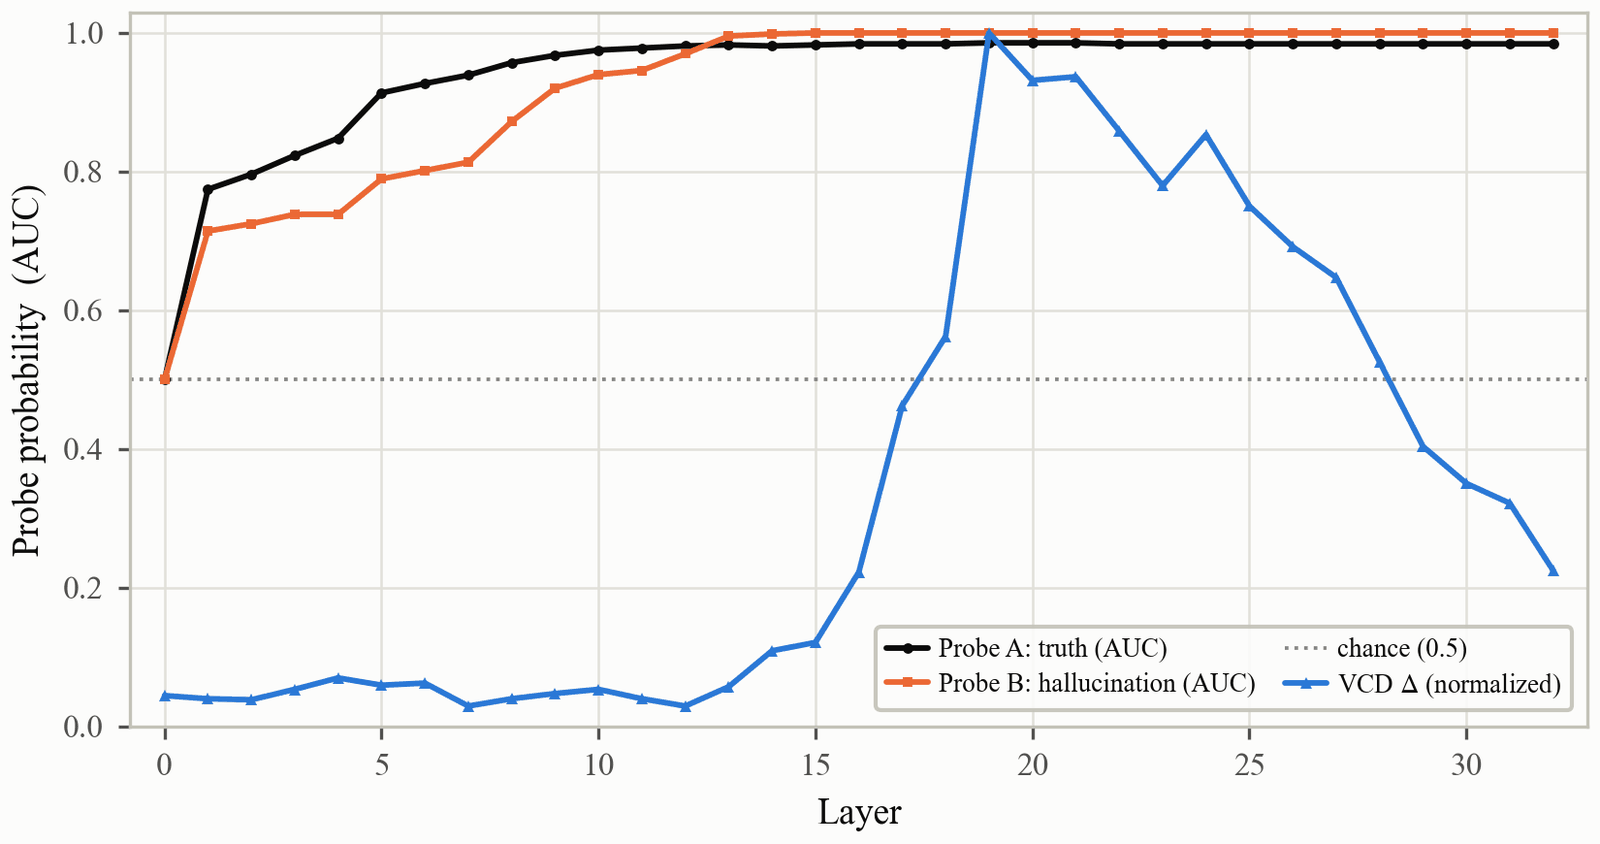 1.0
0.8
0.6
0.4
0.2
0.0
Probe probability (AUC)
0 5 10 15 20 25 30
Layer
Probe A: truth (AUC)
Probe B: hallucination (AUC)
chance (0.5)
VCD Δ (normalized)